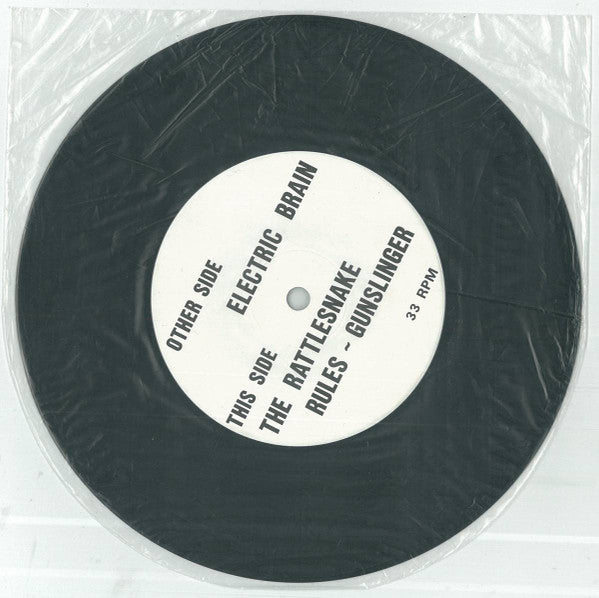 OTHER SIDE
ELECTRIC BRAIN
THIS SIDE
THE RATTLESNAKE
RULES ~ GUNSLINGER
33 RPM